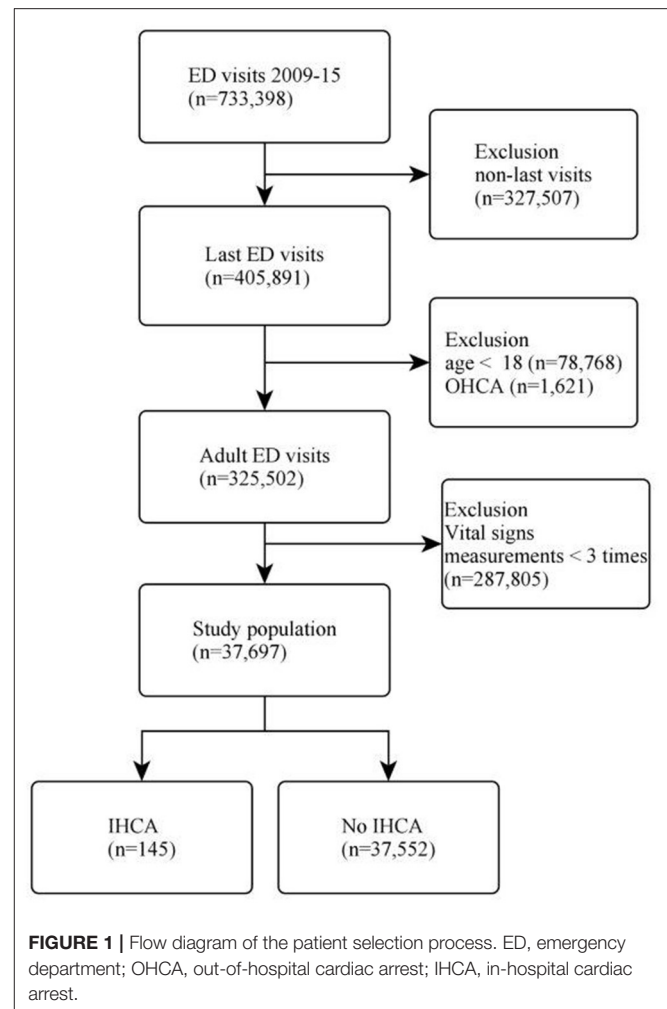 ED visits 2009-15
(n=733,398)
Exclusion
non-last visits
(n=327,507)
Last ED visits
(n=405,891)
Exclusion
age < 18 (n=78,768)
OHCA (n=1,621)
Adult ED visits
(n=325,502)
Exclusion
Vital signs
measurements < 3 times
(n=287,805)
Study population
(n=37,697)
IHCA
(n=145)
No IHCA
(n=37,552)
FIGURE 1 | Flow diagram of the patient selection process. ED, emergency
department; OHCA, out-of-hospital cardiac arrest; IHCA, in-hospital cardiac
arrest.